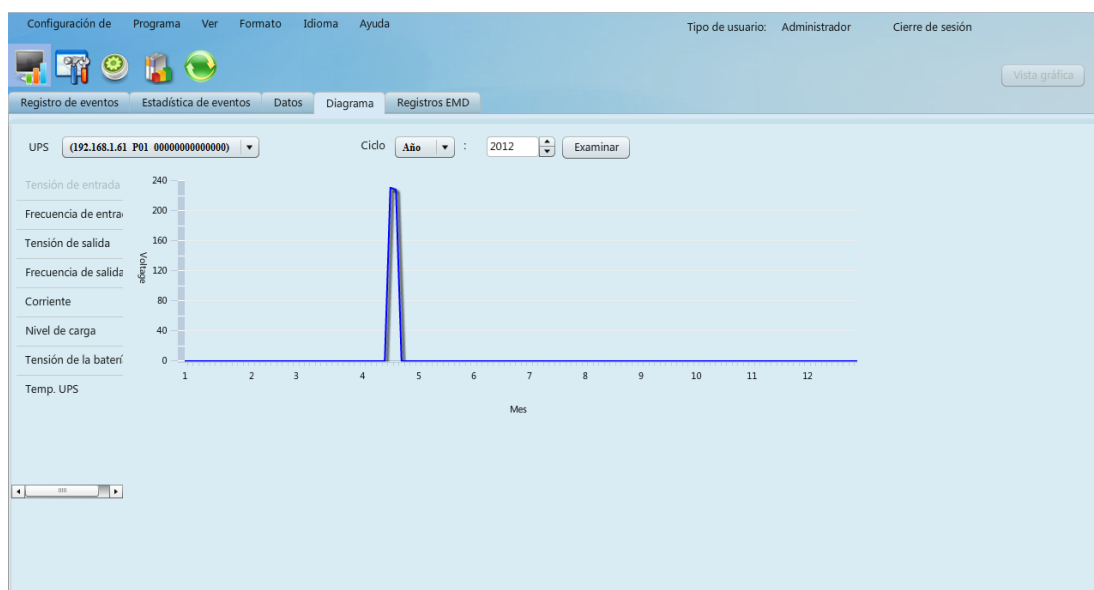 Configuración de Programa Ver Formato Idioma Ayuda Tipo de usuario: Administrador Cierre de sesión
Vista gráfica
Registro de eventos Estadística de eventos Datos Diagrama Registros EMD
UPS (192.168.1.61 P01 00000000000000) Ciclo Año : 2012 Examinar
Tensión de entrada
Frecuencia de entra
Tensión de salida
Frecuencia de salida
Corriente
Nivel de carga
Tensión de la baterí
Temp. UPS
240
200
160
120
80
40
0
Voltage
1 2 3 4 5 6 7 8 9 10 11 12
Mes